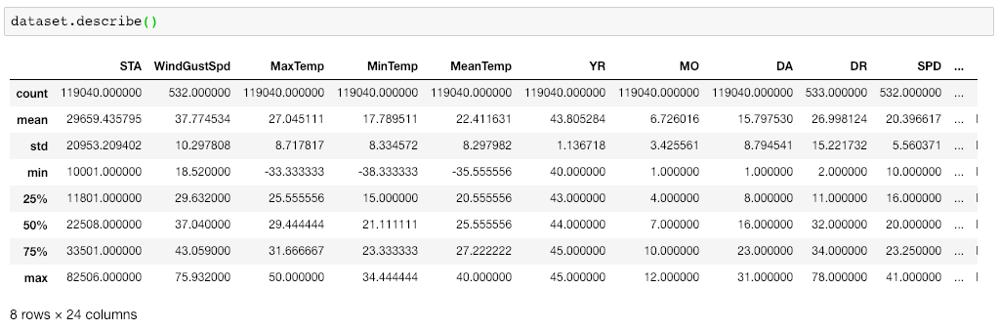 dataset.describe()
STA WindGustSpd MaxTemp MinTemp MeanTemp YR MO DA DR SPD ...
count 119040.000000 532.000000 119040.000000 119040.000000 119040.000000 119040.000000 119040.000000 119040.000000 533.000000 532.000000 ...
mean 29659.435795 37.774534 27.045111 17.789511 22.411631 43.805284 6.726016 15.797530 26.998124 20.396617 ...
std 20953.209402 10.297808 8.717817 8.334572 8.297982 1.136718 3.425561 8.794541 15.221732 5.560371 ...
min 10001.000000 18.520000 -33.333333 -38.333333 -35.555556 40.000000 1.000000 1.000000 2.000000 10.000000 ...
25% 11801.000000 29.632000 25.555556 15.000000 20.555556 43.000000 4.000000 8.000000 11.000000 16.000000 ...
50% 22508.000000 37.040000 29.444444 21.111111 25.555556 44.000000 7.000000 16.000000 32.000000 20.000000 ...
75% 33501.000000 43.059000 31.666667 23.333333 27.222222 45.000000 10.000000 23.000000 34.000000 23.250000 ...
max 82506.000000 75.932000 50.000000 34.444444 40.000000 45.000000 12.000000 31.000000 78.000000 41.000000 ...
8 rows × 24 columns